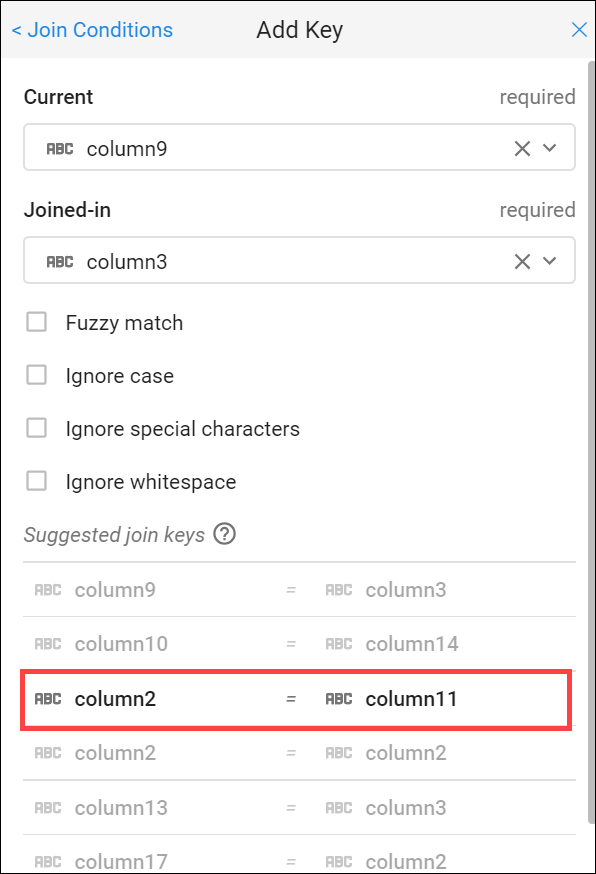 < Join Conditions Add Key
Current required
ABC column9
Joined-in required
ABC column3
Fuzzy match
Ignore case
Ignore special characters
Ignore whitespace
Suggested join keys ?
ABC column9 = ABC column3
ABC column10 = ABC column14
ABC column2 = ABC column11
ABC column2 = ABC column2
ABC column13 = ABC column3
ABC column17 = ABC column2